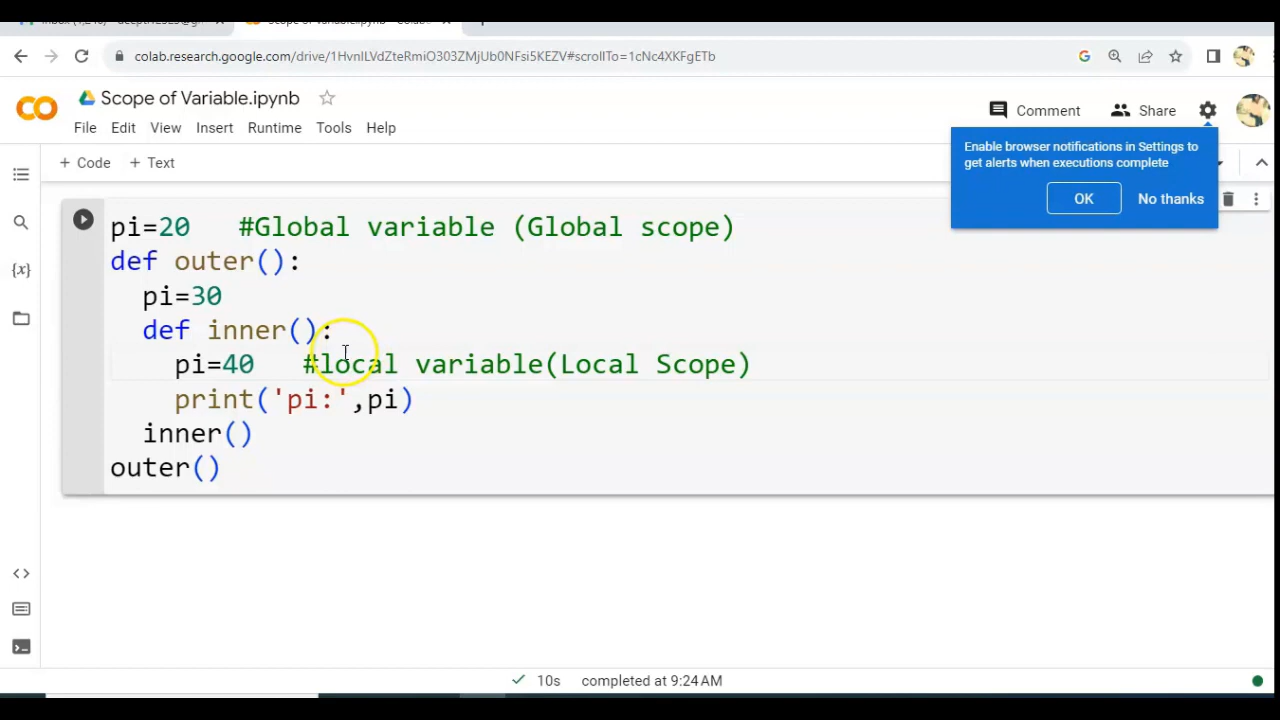 colab.research.google.com/drive/1HvnILVdZteRmiO303ZMjUb0NFsi5KEZV#scrollTo=1cNc4XKFgETb
CO Scope of Variable.ipynb
Comment Share
File Edit View Insert Runtime Tools Help
Enable browser notifications in Settings to
get alerts when executions complete
OK No thanks
+ Code + Text
pi=20 #Global variable (Global scope)
def outer():
pi=30
{x}
def inner():
pi=40 #local variable(Local Scope)
print('pi:',pi)
inner()
outer()
<>
10s completed at 9:24 AM